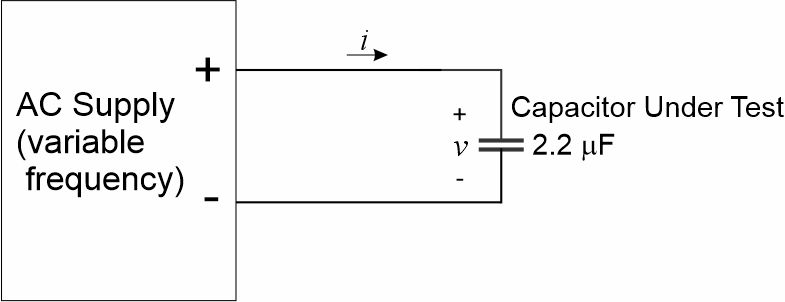 i
+
AC Supply
(variable
frequency)
-
+
v
-
Capacitor Under Test
2.2 μF